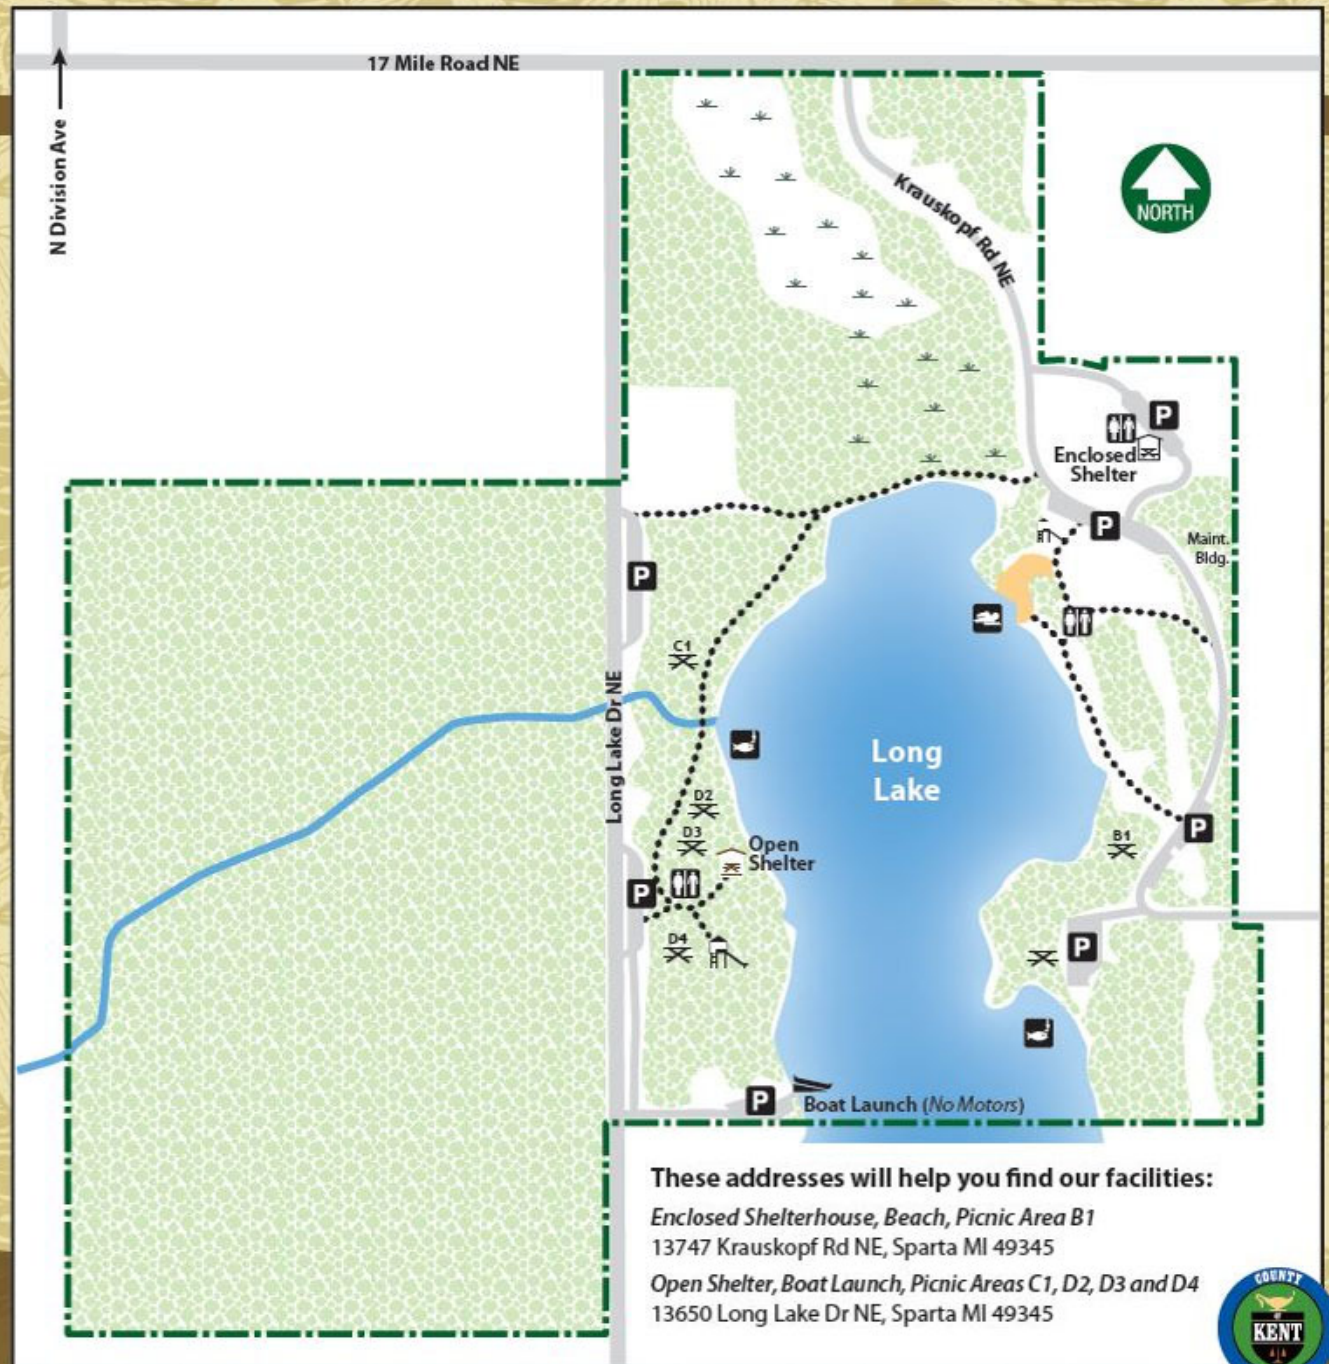 17 Mile Road NE
N Division Ave
NORTH
Krauskopf Rd NE
P
Enclosed
Shelter
P
Maint.
Bldg.
P
C1
Long Lake Dr NE
Long
Lake
D2
D3
Open
Shelter
B1
P
P
D4
P
P
Boat Launch (No Motors)
These addresses will help you find our facilities:
Enclosed Shelterhouse, Beach, Picnic Area B1
13747 Krauskopf Rd NE, Sparta MI 49345
Open Shelter, Boat Launch, Picnic Areas C1, D2, D3 and D4
13650 Long Lake Dr NE, Sparta MI 49345
COUNTY
KENT